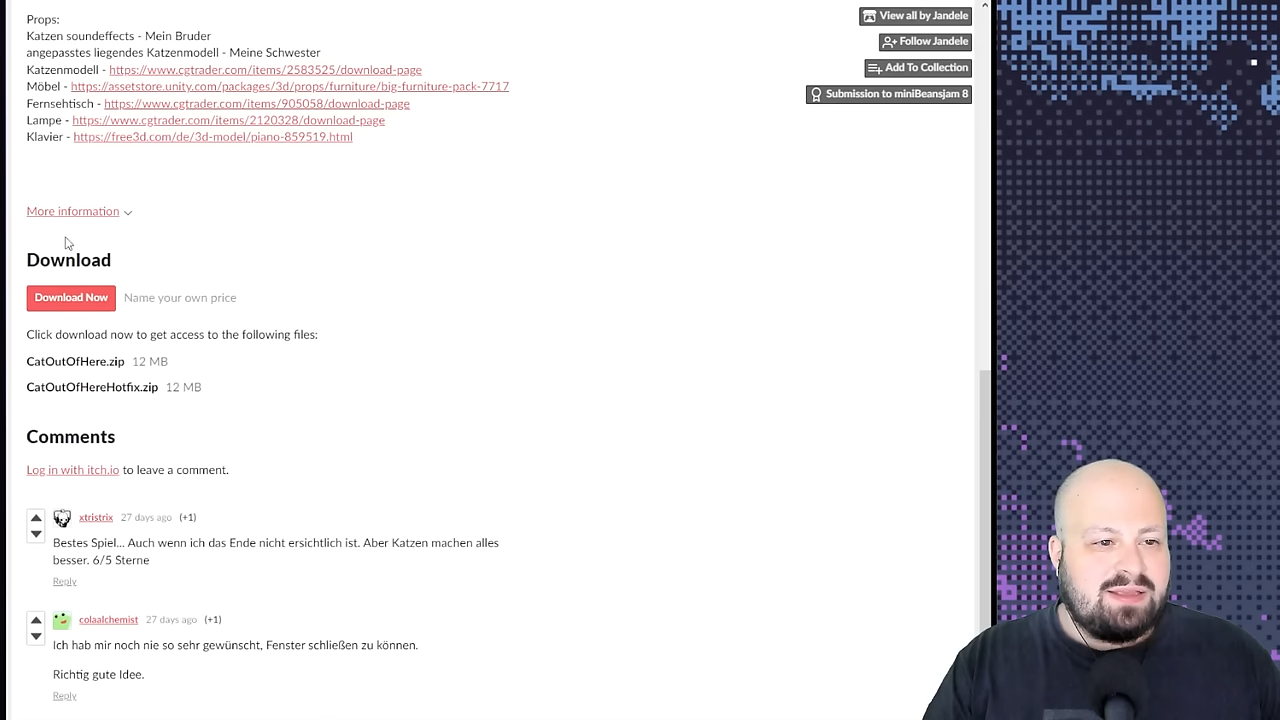 Props:
Katzen soundeffects - Mein Bruder
angepasstes liegendes Katzenmodell - Meine Schwester
Katzenmodell - https://www.cgtrader.com/items/2583525/download-page
Möbel - https://assetstore.unity.com/packages/3d/props/furniture/big-furniture-pack-7717
Fernsehtisch - https://www.cgtrader.com/items/905058/download-page
Lampe - https://www.cgtrader.com/items/2120328/download-page
Klavier - https://free3d.com/de/3d-model/piano-859519.html
View all by Jandele
Follow Jandele
Add To Collection
Submission to miniBeansjam 8
More information
Download
Download Now Name your own price
Click download now to get access to the following files:
CatOutOfHere.zip 12 MB
CatOutOfHereHotfix.zip 12 MB
Comments
Log in with itch.io to leave a comment.
xtristrix 27 days ago (+1)
Bestes Spiel... Auch wenn ich das Ende nicht ersichtlich ist. Aber Katzen machen alles
besser. 6/5 Sterne
Reply
colaalchemist 27 days ago (+1)
Ich hab mir noch nie so sehr gewünscht, Fenster schließen zu können.
Richtig gute Idee.
Reply